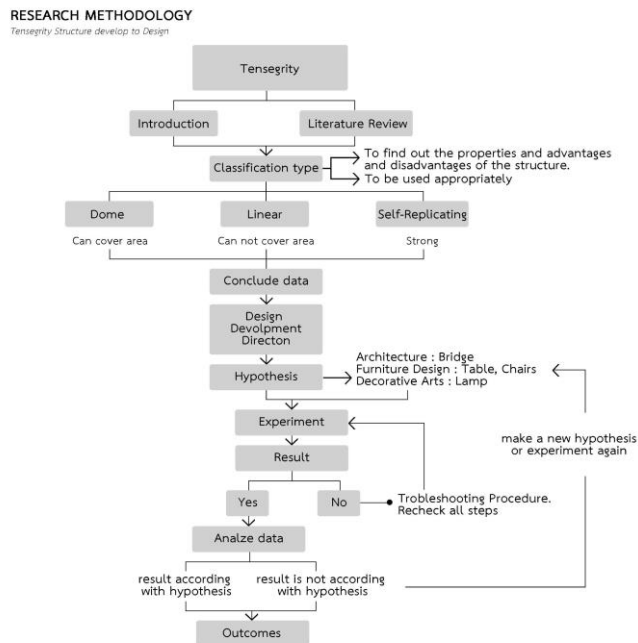 RESEARCH METHODOLOGY
Tensegrity Structure develop to Design
Tensegrity
Introduction
Literature Review
Classification type
To find out the properties and advantages
and disadvantages of the structure.
To be used appropriately
Dome
Linear
Self-Replicating
Can cover area
Can not cover area
Strong
Conclude data
Design
Devolpment
Directon
Hypothesis
Architecture : Bridge
Furniture Design : Table, Chairs
Decorative Arts : Lamp
Experiment
make a new hypothesis
or experiment again
Result
Yes
No
Trobleshooting Procedure.
Recheck all steps
Analze data
result according
with hypothesis
result is not according
with hypothesis
Outcomes